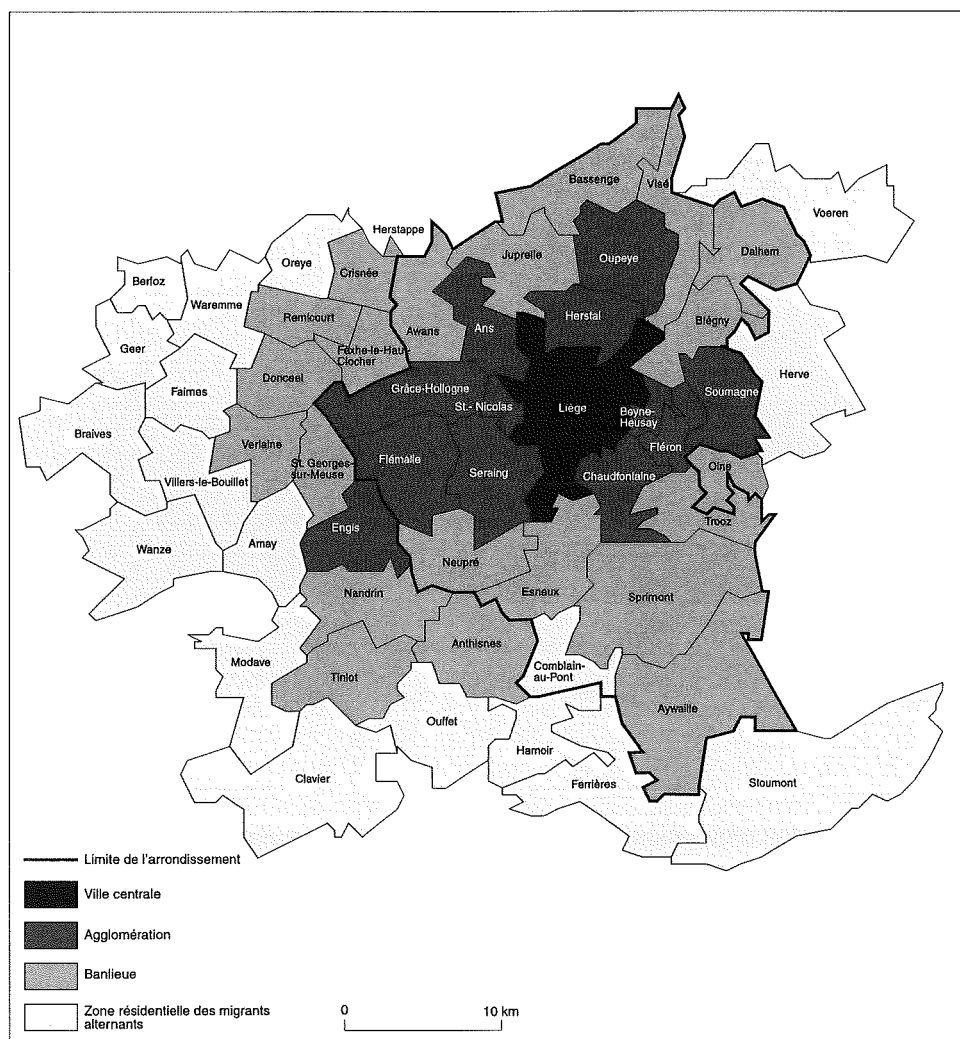 Bassenge
Visé
Voeren
Herstappe
Dalhem
Oreye
Juprelle
Oupeye
Crisnée
Berloz
Waremme
Remicourt
Herstal
Blégny
Awans
Ans
Geer
Fexhe-le-Haut
Clocher
Donceel
Herve
Faimes
Grâce-Hollogne
Soumagne
St.- Nicolas
Liège
Beyne-
Heusay
Braives
Verlaine
Fléron
Flémalle
St. Georges-
sur-Meuse
Olne
Seraing
Chaudfontaine
Villers-le-Bouillet
Trooz
Engis
Wanze
Amay
Neupré
Esneux
Nandrin
Sprimont
Anthisnes
Modave
Comblain-
au-Pont
Tinlot
Aywaille
Ouffet
Hamoir
Clavier
Ferrières
Stoumont
Limite de l'arrondissement
Ville centrale
Agglomération
Banlieue
Zone résidentielle des migrants
alternants
0 10 km